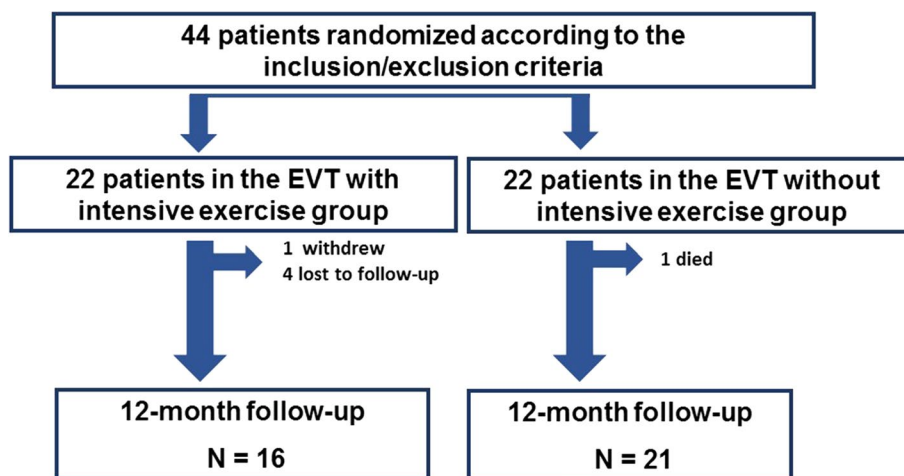 44 patients randomized according to the
inclusion/exclusion criteria
22 patients in the EVT with
intensive exercise group
22 patients in the EVT without
intensive exercise group
1 withdrew
4 lost to follow-up
1 died
12-month follow-up
N = 16
12-month follow-up
N = 21